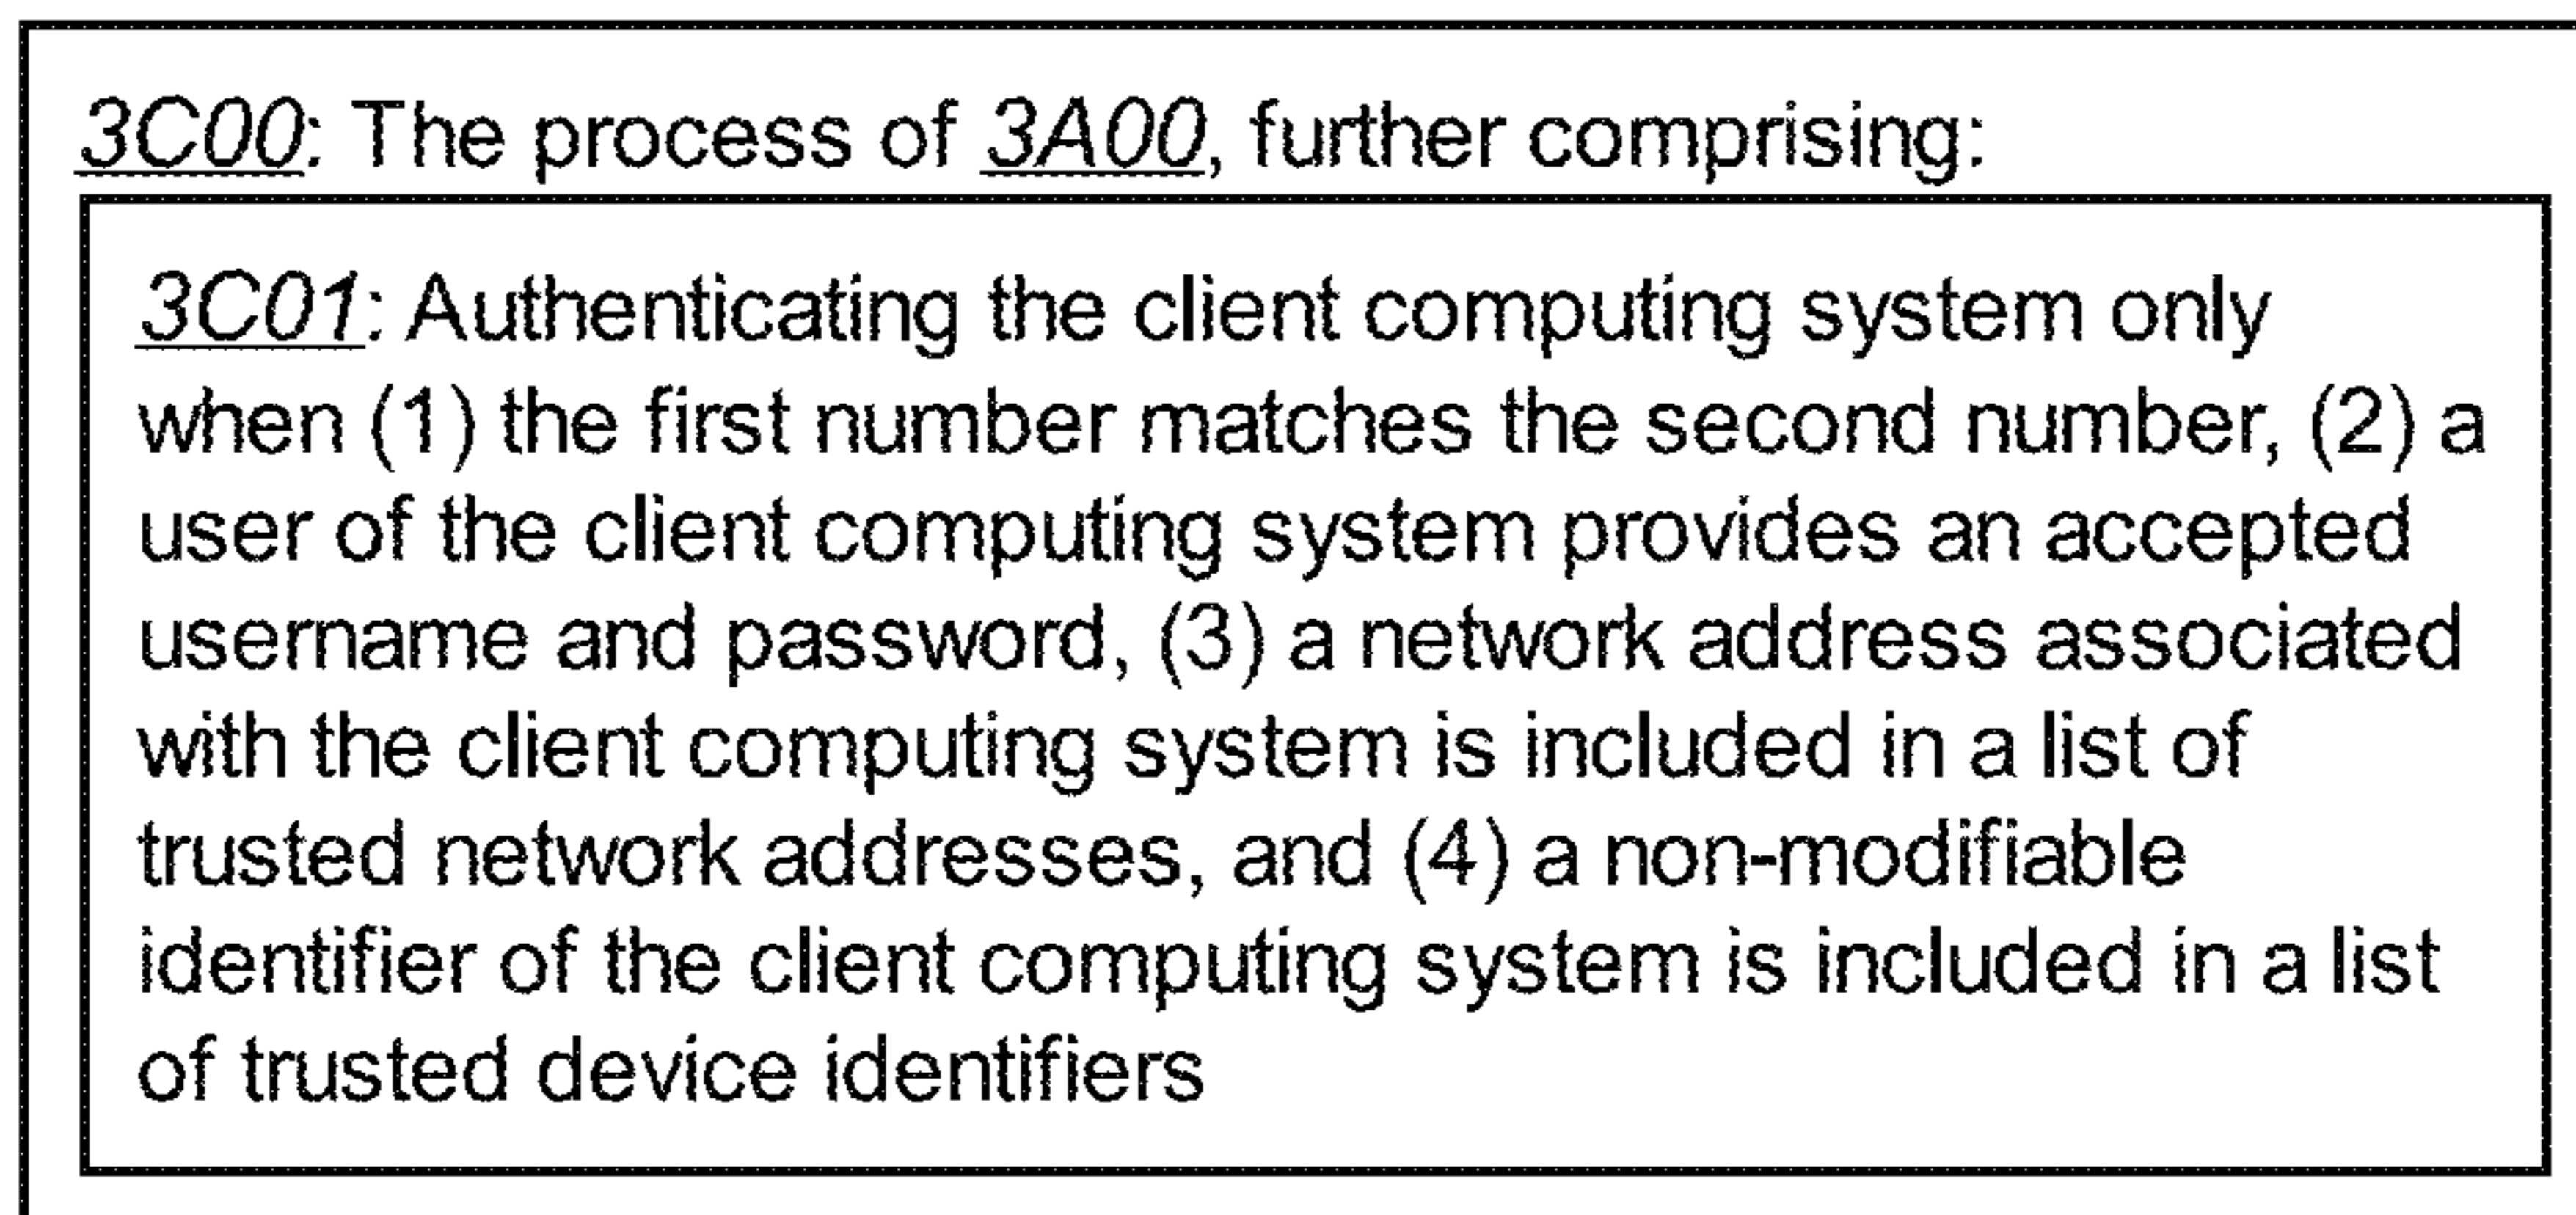 3C00: The process of 3A00, further comprising:
3C01: Authenticating the client computing system only
when (1) the first number matches the second number, (2) a
user of the client computing system provides an accepted
username and password, (3) a network address associated
with the client computing system is included in a list of
trusted network addresses, and (4) a non-modifiable
identifier of the client computing system is included in a list
of trusted device identifiers